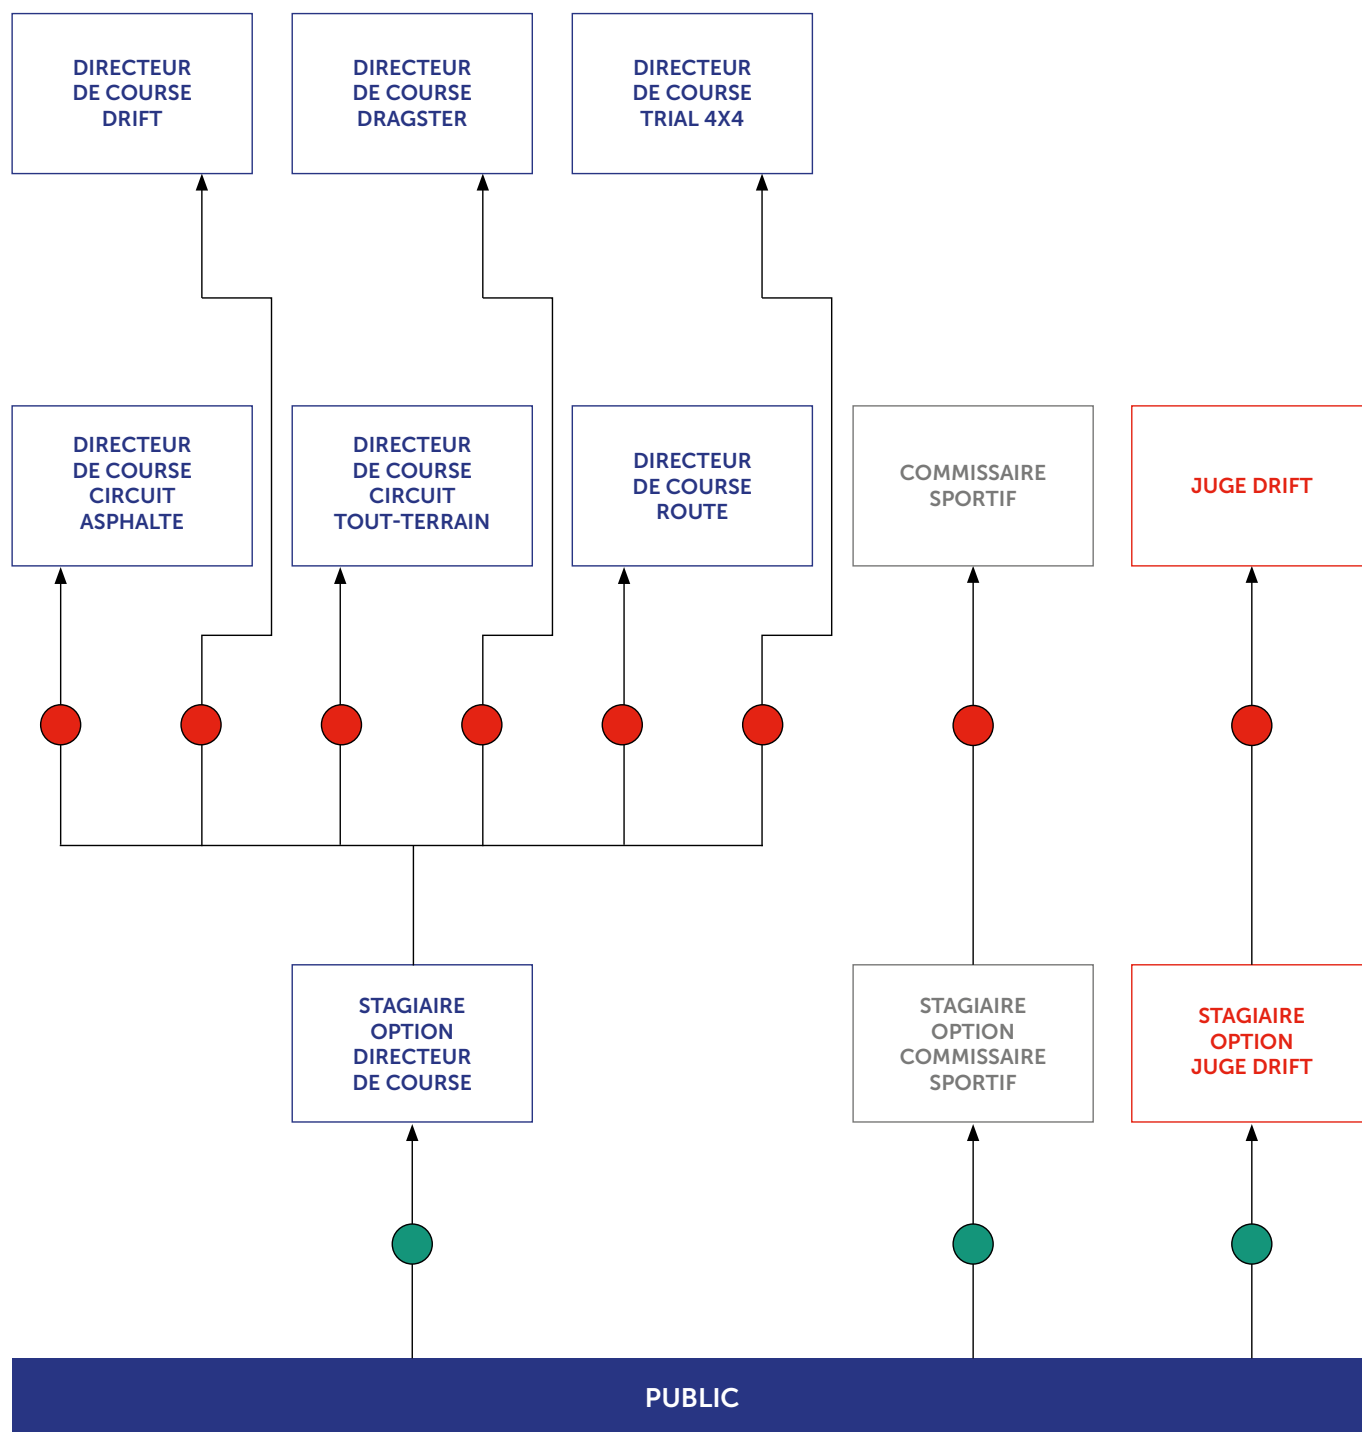 DIRECTEUR
DE COURSE
DRIFT
DIRECTEUR
DE COURSE
DRAGSTER
DIRECTEUR
DE COURSE
TRIAL 4X4
DIRECTEUR
DE COURSE
CIRCUIT
ASPHALTE
DIRECTEUR
DE COURSE
CIRCUIT
TOUT-TERRAIN
DIRECTEUR
DE COURSE
ROUTE
COMMISSAIRE
SPORTIF
JUGE DRIFT
STAGIAIRE
OPTION
DIRECTEUR
DE COURSE
STAGIAIRE
OPTION
COMMISSAIRE
SPORTIF
STAGIAIRE
OPTION
JUGE DRIFT
PUBLIC